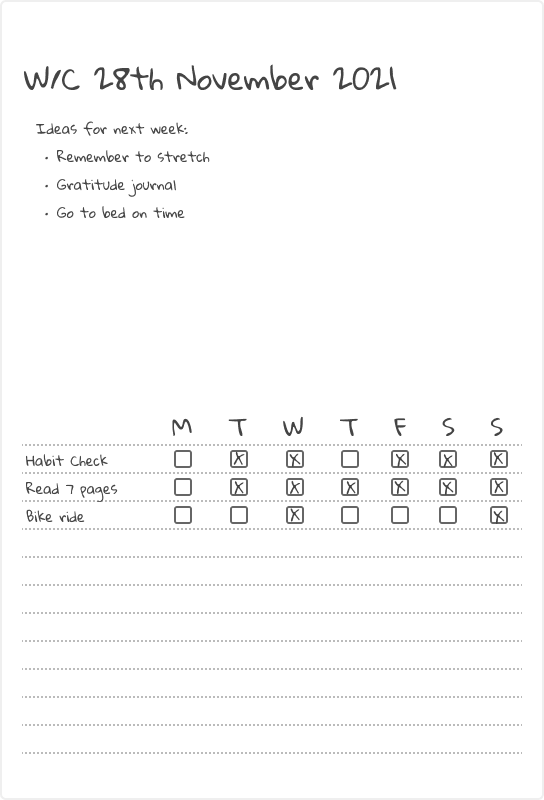 W/C 28th November 2021
Ideas for next week:
· Remember to stretch
· Gratitude journal
· Go to bed on time
M T W T F S S
Habit Check ☐ ☒ ☒ ☐ ☒ ☒ ☒
Read 7 pages ☐ ☒ ☒ ☒ ☒ ☒ ☒
Bike ride ☐ ☐ ☒ ☐ ☐ ☐ ☒